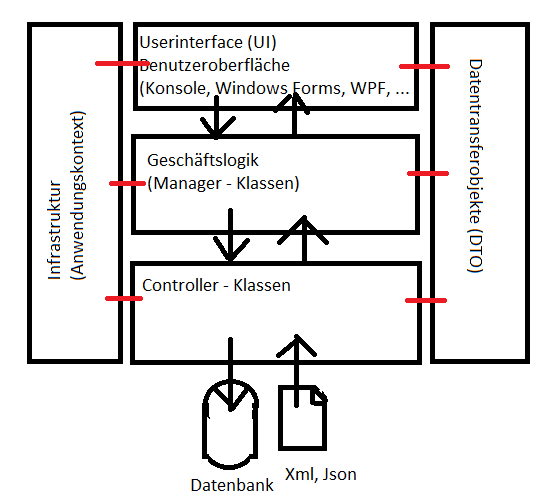 Userinterface (UI)
Benutzeroberfläche
(Konsole, Windows Forms, WPF, ...
Infrastruktur
(Anwendungskontext)
Geschäftslogik
(Manager - Klassen)
Datentransferobjekte (DTO)
Controller - Klassen
Datenbank
Xml, Json